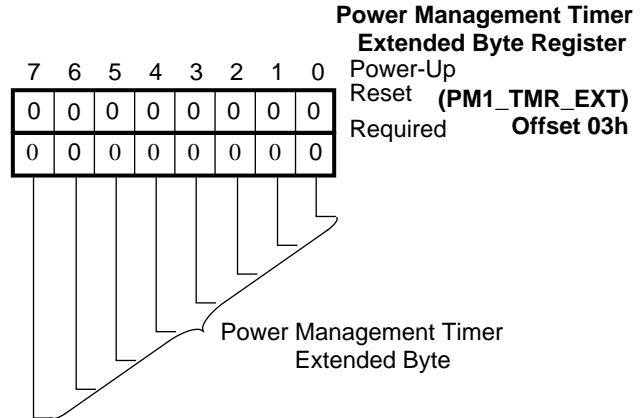 Power Management Timer
Extended Byte Register
(PM1_TMR_EXT)
Offset 03h
7 6 5 4 3 2 1 0
Power-Up
Reset
0 0 0 0 0 0 0 0
Required
0 0 0 0 0 0 0 0
Power Management Timer
Extended Byte